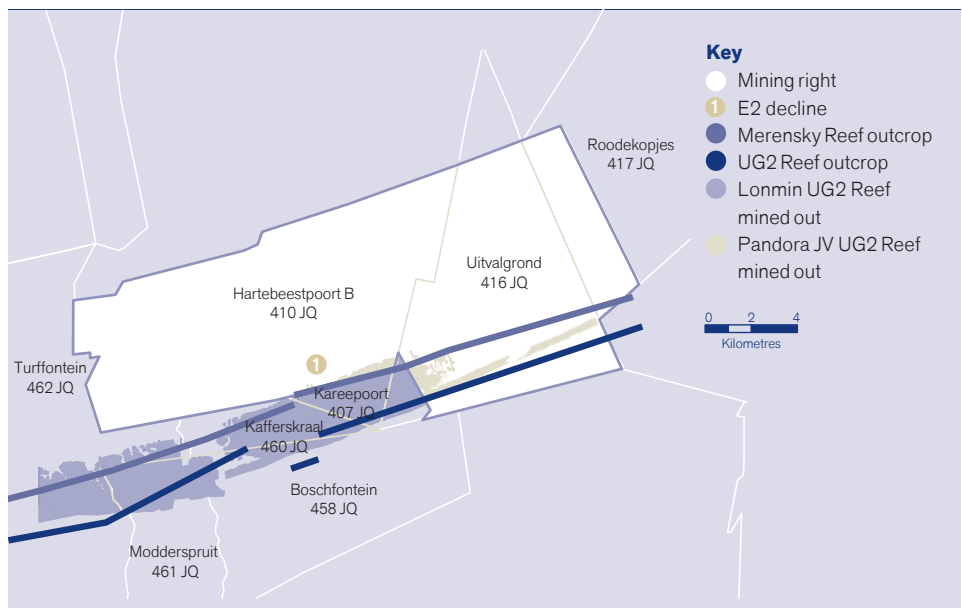 Key
Mining right
1 E2 decline
Merensky Reef outcrop
UG2 Reef outcrop
Lonmin UG2 Reef
mined out
Pandora JV UG2 Reef
mined out
0 2 4
Kilometres
Roodekopjes
417 JQ
Uitvalgrond
416 JQ
Hartebeestpoort B
410 JQ
1
Turffontein
462 JQ
Kareepoort
407 JQ
Kafferskraal
460 JQ
Boschfontein
458 JQ
Modderspruit
461 JQ